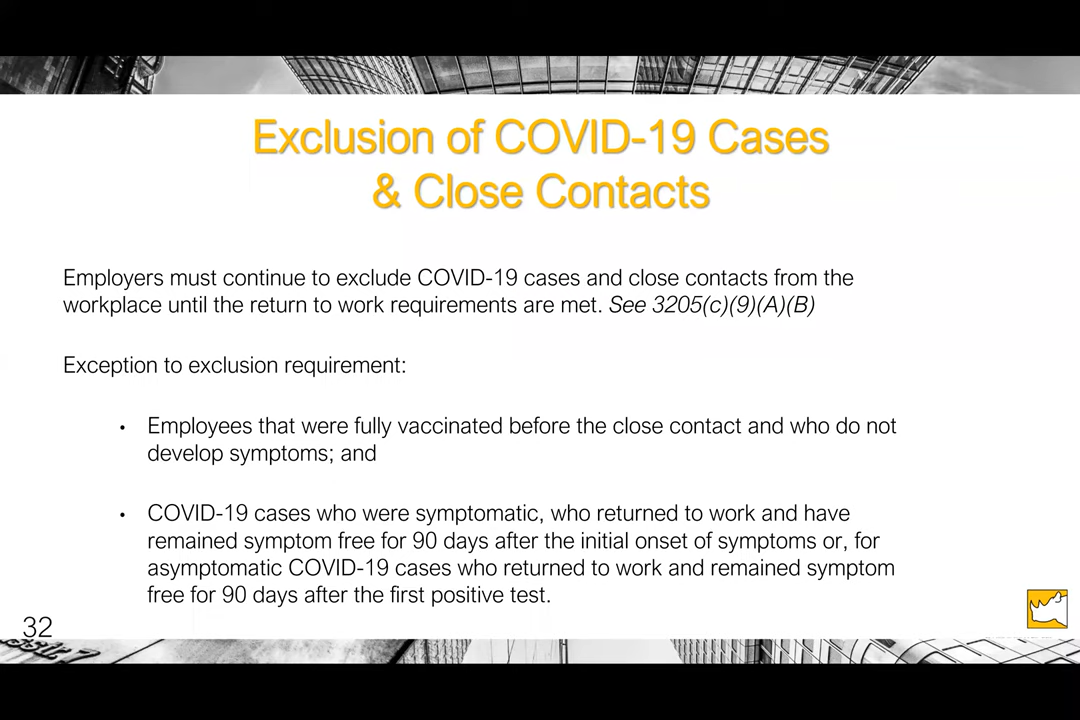 Exclusion of COVID-19 Cases
& Close Contacts
Employers must continue to exclude COVID-19 cases and close contacts from the
workplace until the return to work requirements are met. See 3205(c)(9)(A)(B)
Exception to exclusion requirement:
• Employees that were fully vaccinated before the close contact and who do not
develop symptoms; and
• COVID-19 cases who were symptomatic, who returned to work and have
remained symptom free for 90 days after the initial onset of symptoms or, for
asymptomatic COVID-19 cases who returned to work and remained symptom
free for 90 days after the first positive test.
32